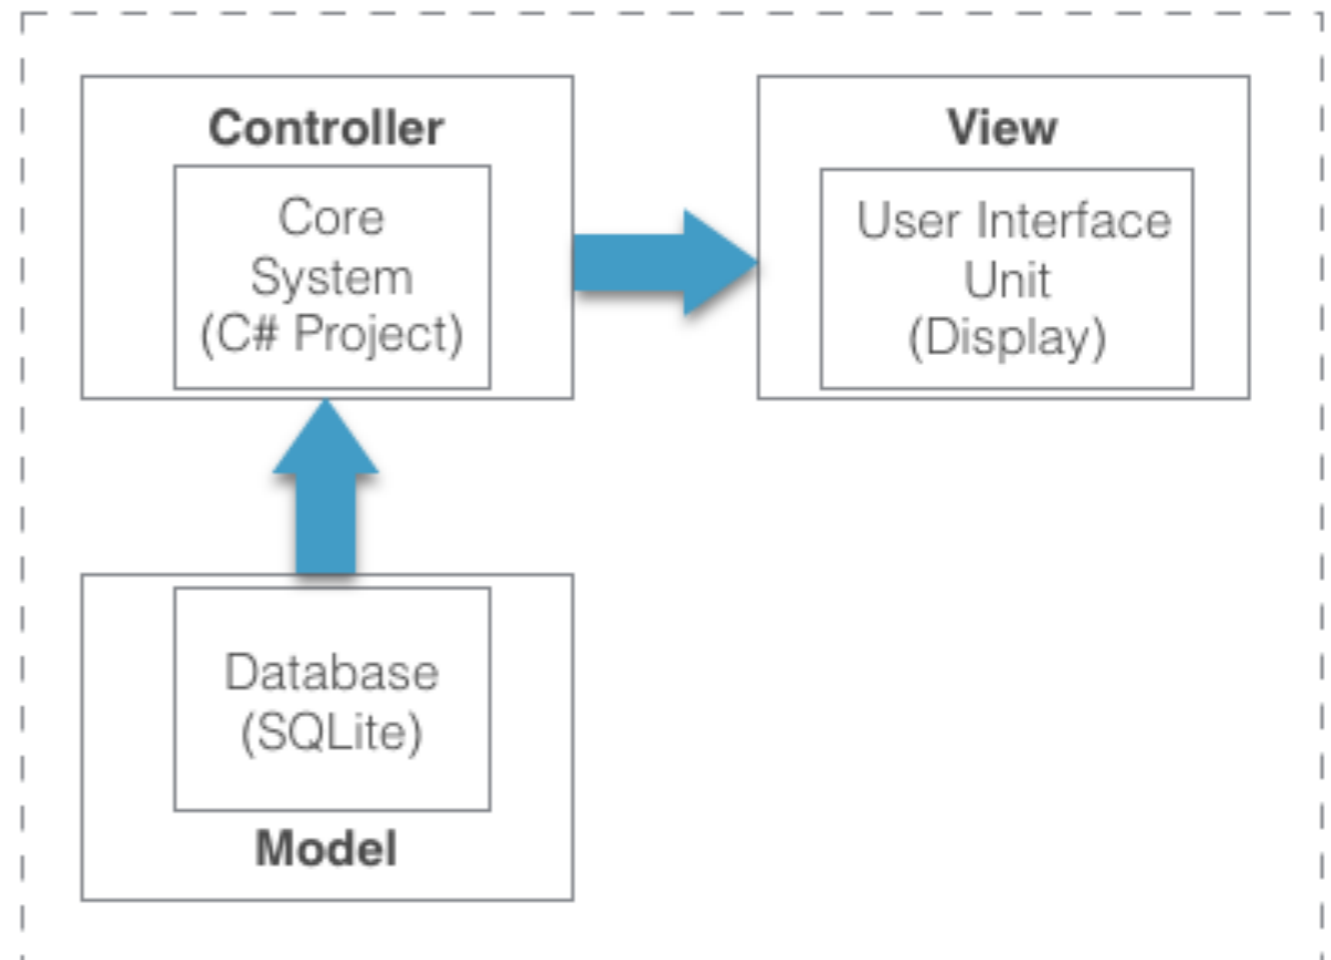 Controller
Core
System
(C# Project)
View
User Interface
Unit
(Display)
Database
(SQLite)
Model